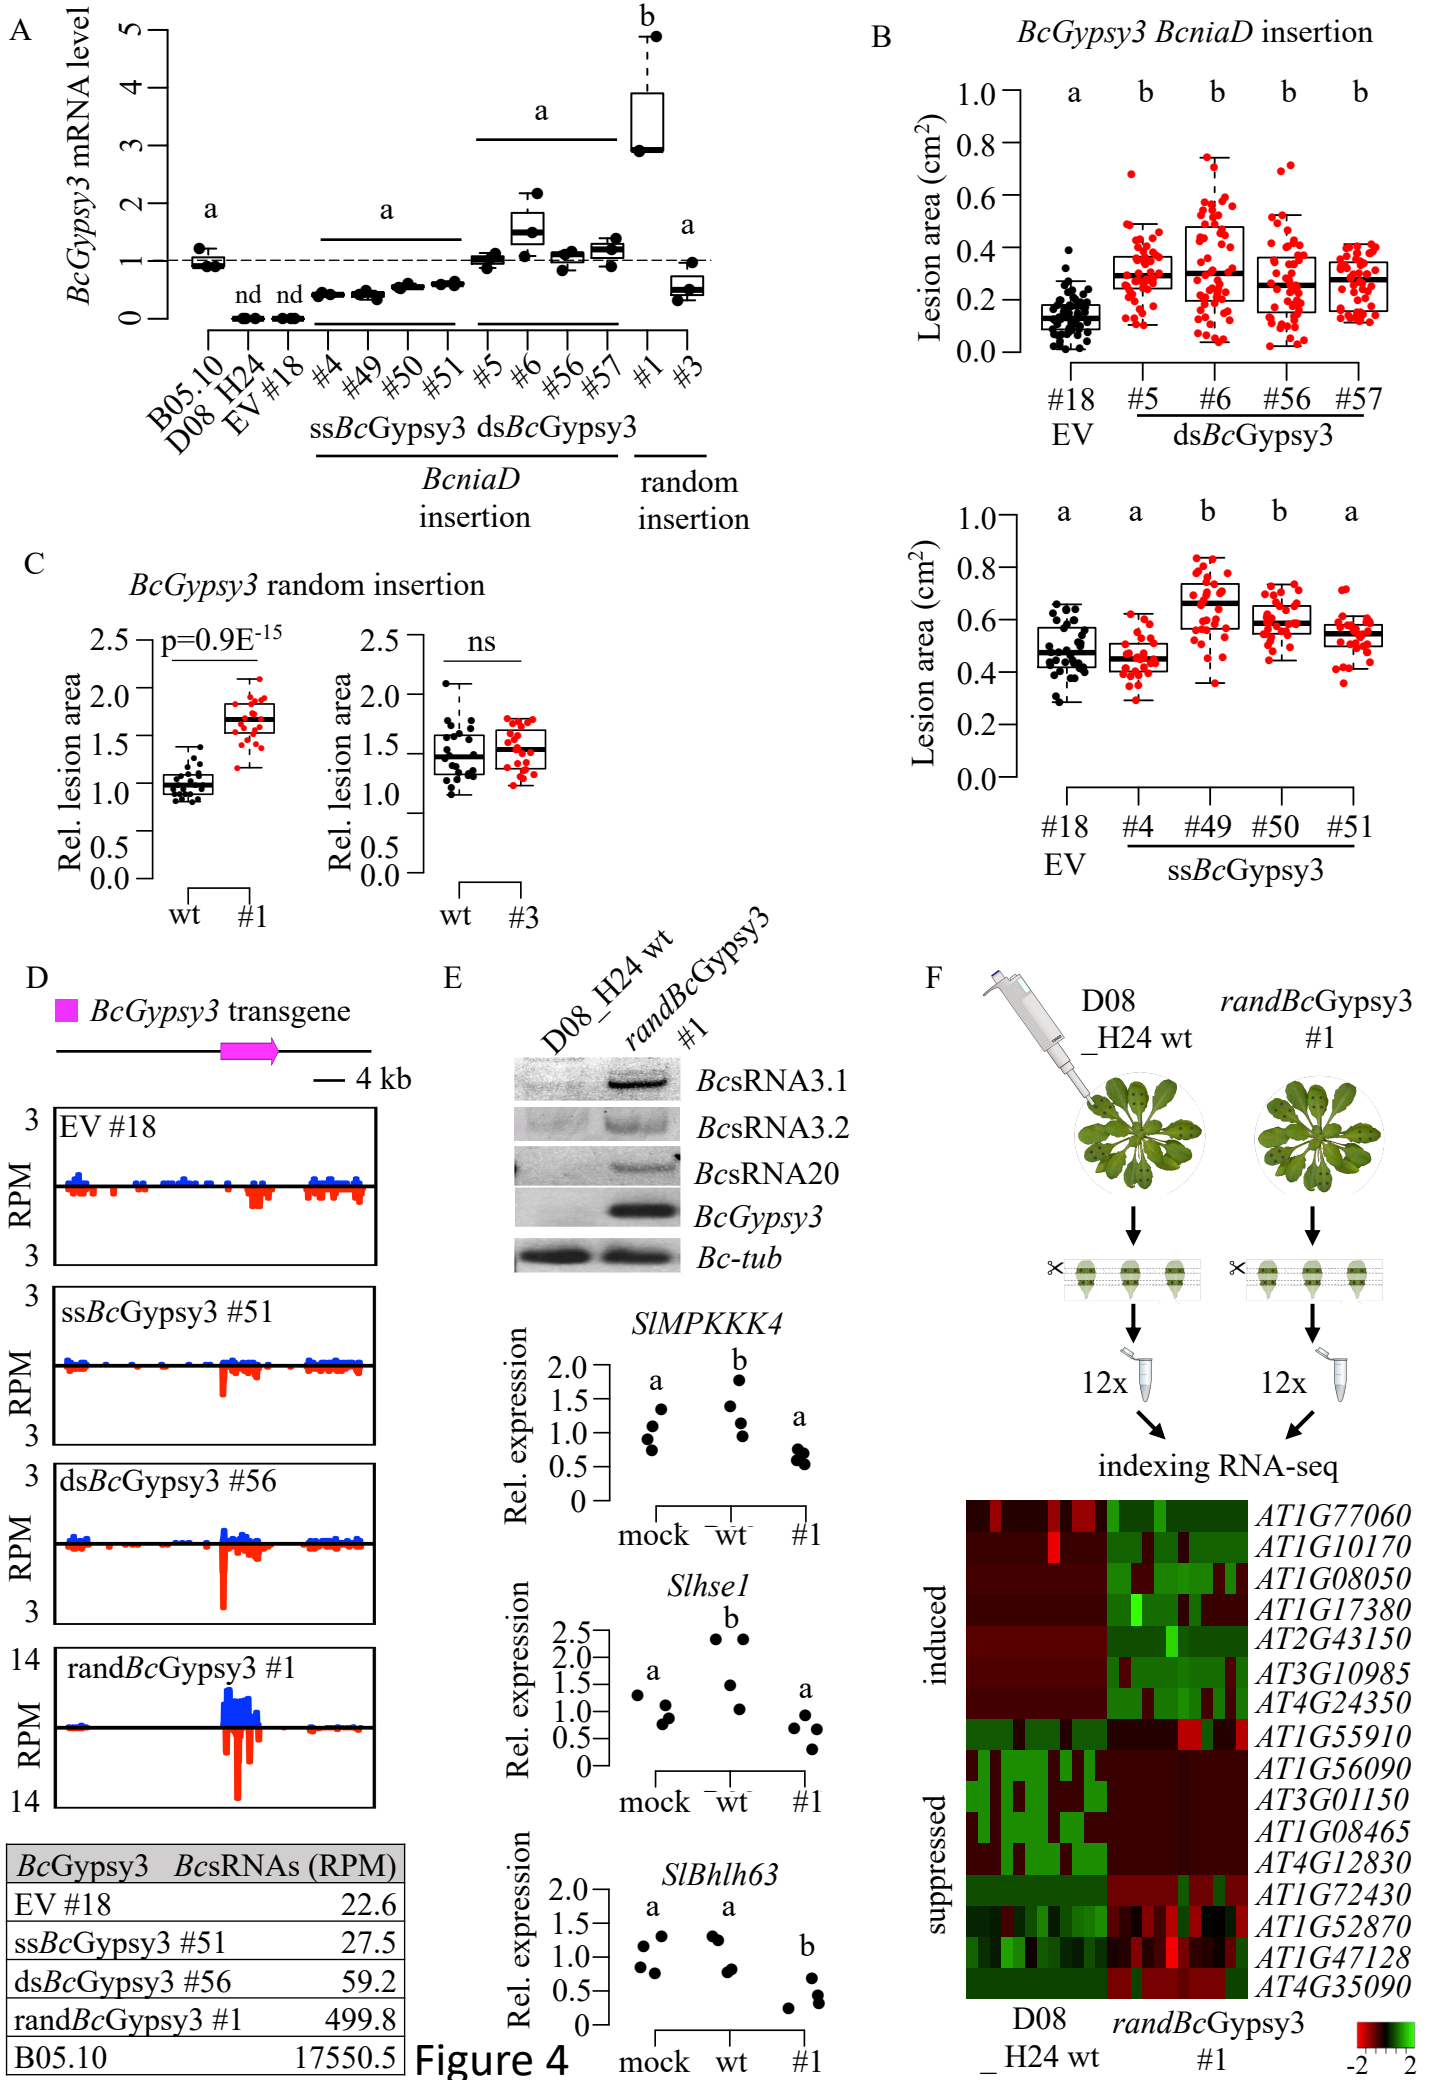 A
BcGypsy3 mRNA level
5
4
3
2
1
0
a
nd
nd
a
a
b
a
B05.10
D08_H24
EV #18
#4
#49
#50
#51
#5
#6
#56
#57
#1
#3
ssBcGypsy3
dsBcGypsy3
BcniaD
insertion
random
insertion
B
BcGypsy3 BcniaD insertion
Lesion area (cm2)
1.0
0.8
0.6
0.4
0.2
0.0
a b b b b
#18 #5 #6 #56 #57
EV
dsBcGypsy3
Lesion area (cm2)
1.0
0.8
0.6
0.4
0.2
0.0
a a b b a
#18 #4 #49 #50 #51
EV
ssBcGypsy3
C
BcGypsy3 random insertion
Rel. lesion area
2.5
2.0
1.5
1.0
0.5
0.0
p=0.9E-15
wt #1
Rel. lesion area
2.5
2.0
1.5
1.0
0.5
0.0
ns
wt #3
D
BcGypsy3 transgene
4 kb
3
RPM
3
EV #18
3
RPM
3
ssBcGypsy3 #51
3
RPM
3
dsBcGypsy3 #56
14
RPM
14
randBcGypsy3 #1
BcGypsy3 BcsRNAs (RPM)
EV #18 22.6
ssBcGypsy3 #51 27.5
dsBcGypsy3 #56 59.2
randBcGypsy3 #1 499.8
B05.10 17550.5
E
D08_H24 wt
randBcGypsy3
#1
BcsRNA3.1
BcsRNA3.2
BcsRNA20
BcGypsy3
Bc-tub
SlMPKKK4
Rel. expression
2.0
1.5
1.0
0.5
0
a b a
mock wt #1
Slhse1
Rel. expression
2.5
2.0
1.5
1.0
0.5
0
a b a
mock wt #1
SlBhlh63
Rel. expression
2.0
1.5
1.0
0.5
0
a a b
mock wt #1
F
D08
_H24 wt
randBcGypsy3
#1
12x
12x
indexing RNA-seq
induced
suppressed
AT1G77060
AT1G10170
AT1G08050
AT1G17380
AT2G43150
AT3G10985
AT4G24350
AT1G55910
AT1G56090
AT3G01150
AT1G08465
AT4G12830
AT1G72430
AT1G52870
AT1G47128
AT4G35090
D08
_ H24 wt
randBcGypsy3
#1
-2 2
Figure 4